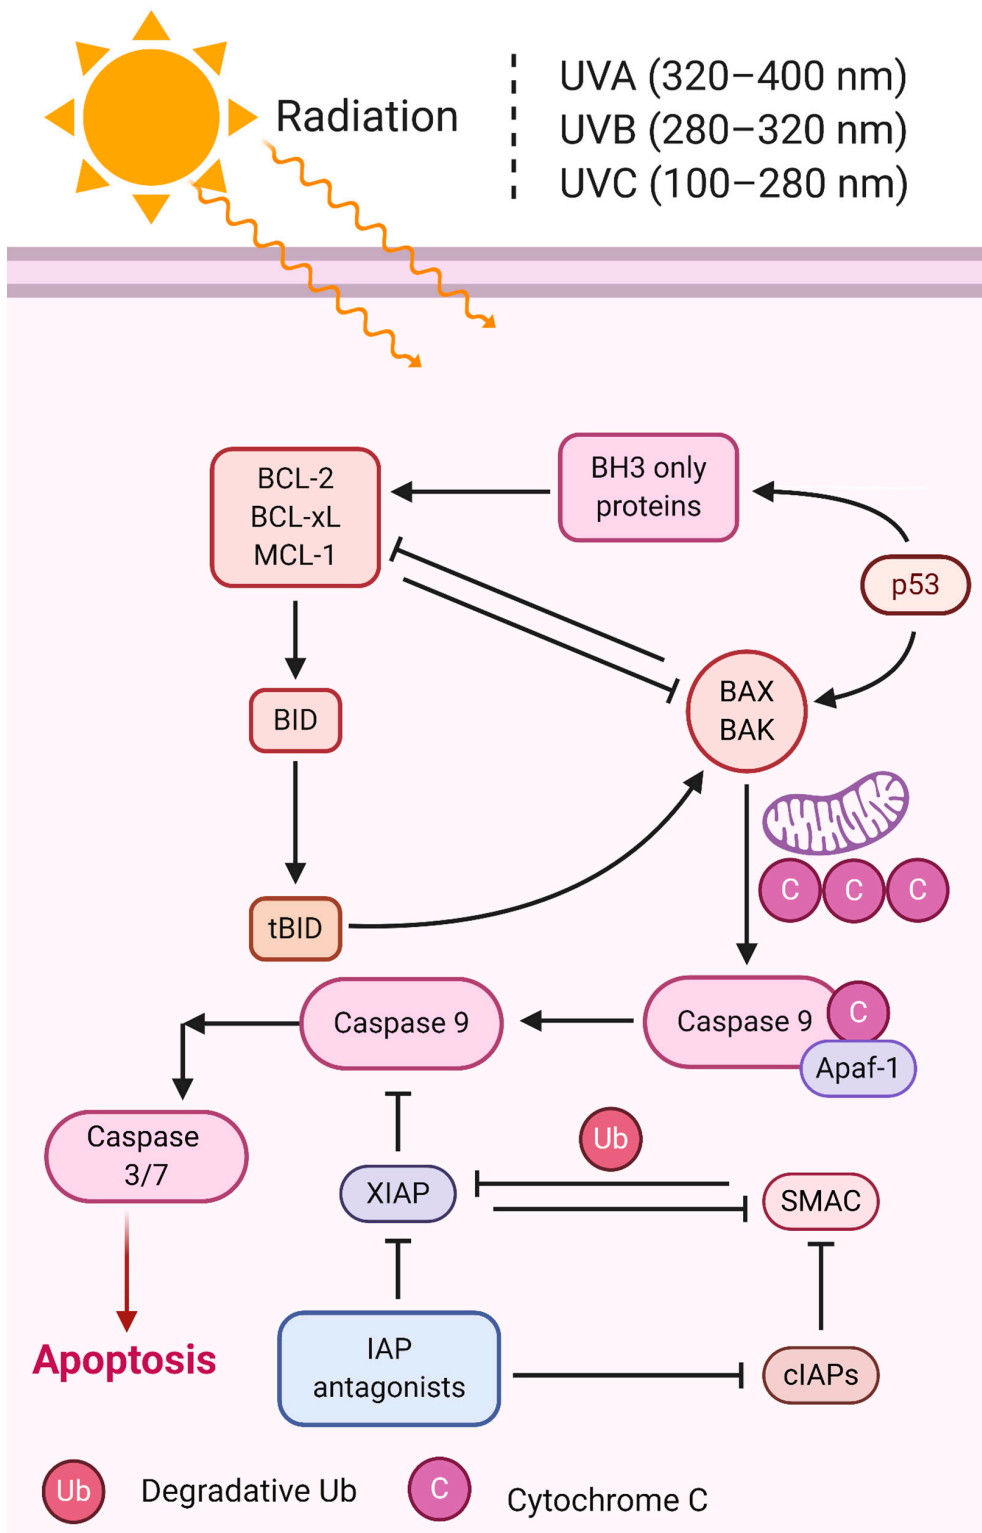 Radiation
UVA (320–400 nm)
UVB (280–320 nm)
UVC (100–280 nm)
BCL-2
BCL-xL
MCL-1
BH3 only
proteins
p53
BID
BAX
BAK
tBID
C C C
Caspase 9
Caspase 9
C
Apaf-1
Caspase
3/7
Ub
XIAP
SMAC
Apoptosis
IAP
antagonists
cIAPs
Ub Degradative Ub
C Cytochrome C